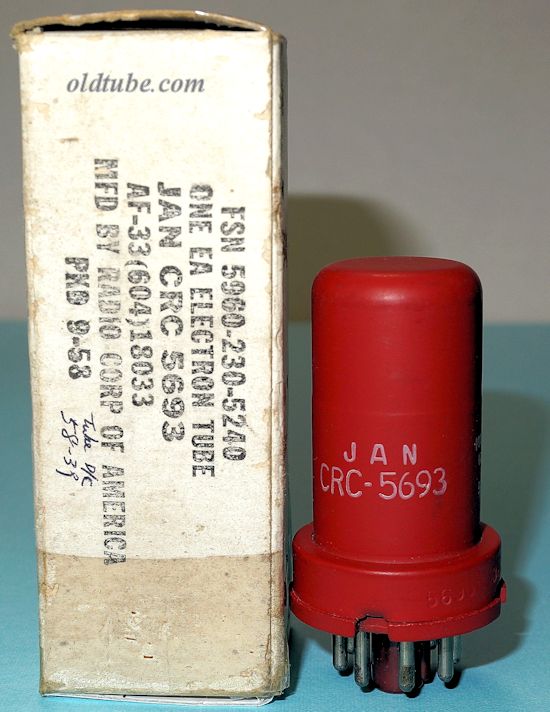 oldtube.com
FSN 5960-230-5240
ONE EA ELECTRON TUBE
JAN CRC 5693
AF-33(604)18033
MFD BY RADIO CORP OF AMERICA
PKD 9-58
Tube D/C
58-38
JAN
CRC-5693